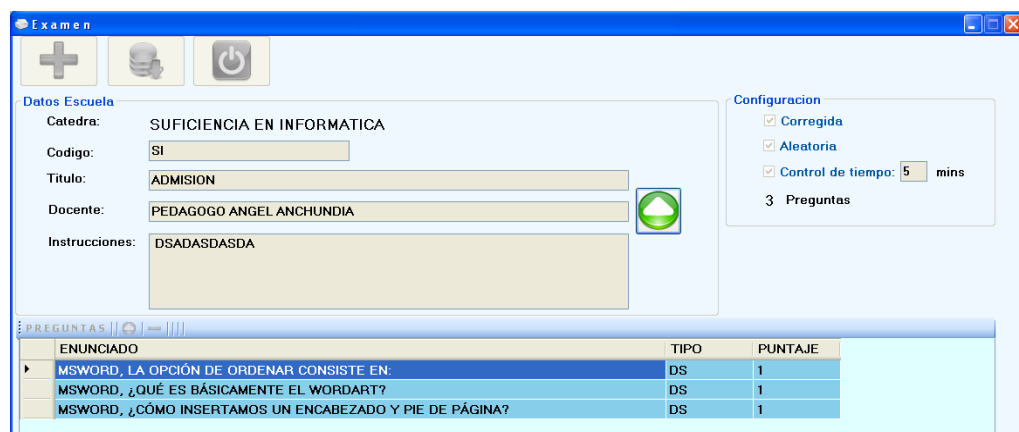 Examen
Datos Escuela
Catedra: SUFICIENCIA EN INFORMATICA
Codigo: SI
Titulo: ADMISION
Docente: PEDAGOGO ANGEL ANCHUNDIA
Instrucciones: DSADASDASDA
Configuracion
Corregida
Aleatoria
Control de tiempo: 5 mins
3 Preguntas
PREGUNTAS
ENUNCIADO TIPO PUNTAJE
MSWORD, LA OPCIÓN DE ORDENAR CONSISTE EN: DS 1
MSWORD, ¿QUÉ ES BÁSICAMENTE EL WORDART? DS 1
MSWORD, ¿CÓMO INSERTAMOS UN ENCABEZADO Y PIE DE PÁGINA? DS 1